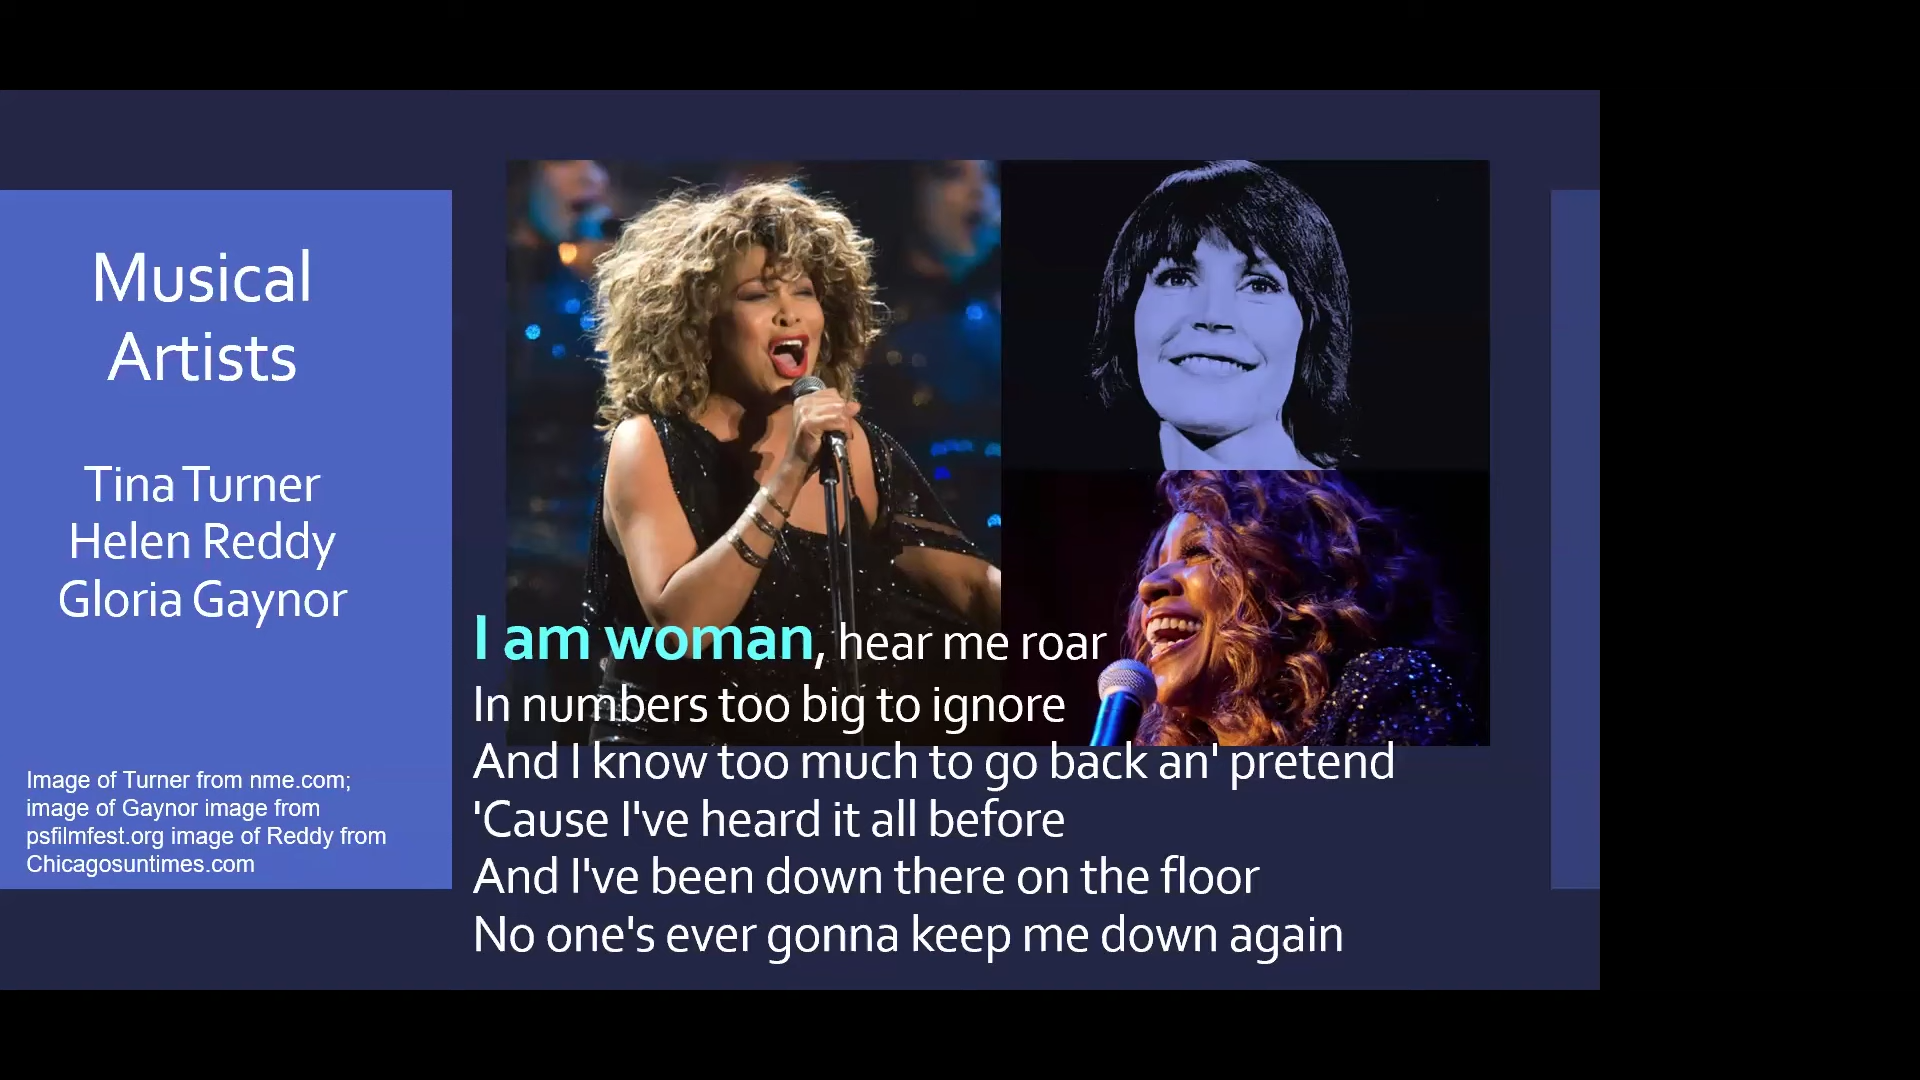 Musical
Artists
Tina Turner
Helen Reddy
Gloria Gaynor
Image of Turner from nme.com;
image of Gaynor image from
psfilmfest.org image of Reddy from
Chicagosuntimes.com
I am woman, hear me roar
In numbers too big to ignore
And I know too much to go back an' pretend
'Cause I've heard it all before
And I've been down there on the floor
No one's ever gonna keep me down again